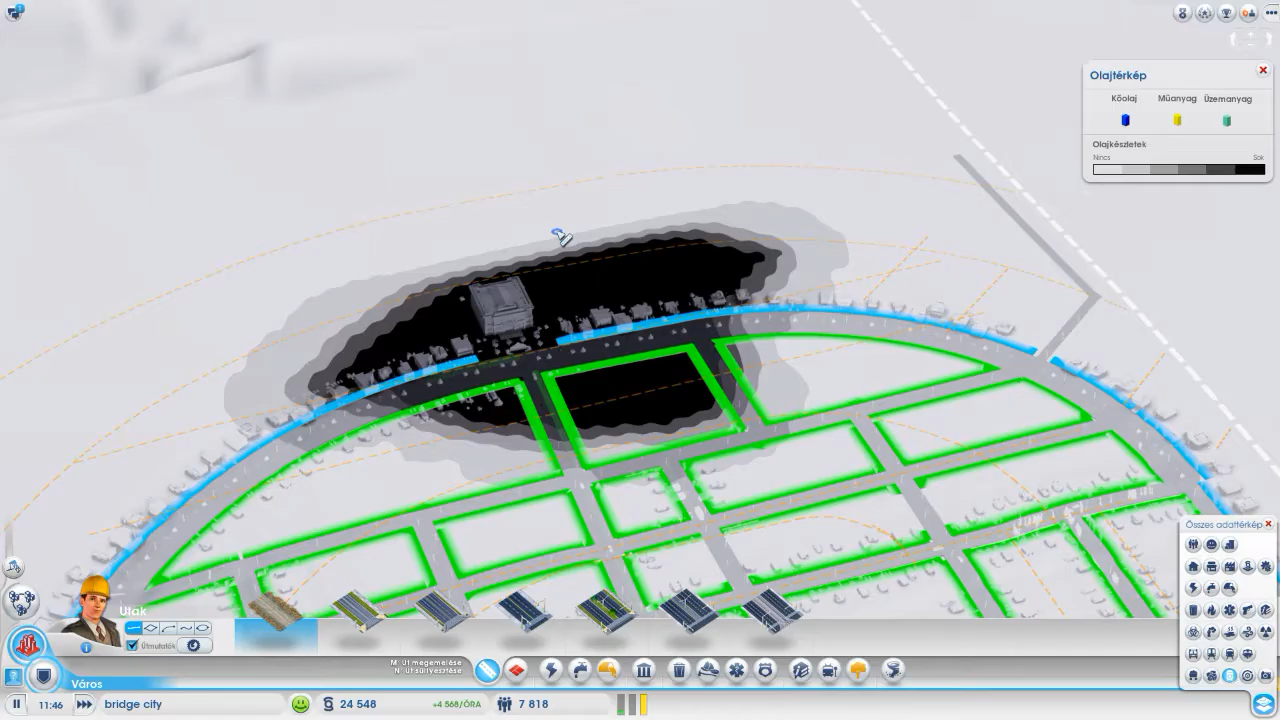 Olajtérkép
Kőolaj Műanyag Üzemanyag
Olajkészletek
Nincs Sok
Összes adattérkép
Utak
Útmutatók
M: Út megemelése
N: Út süllyesztése
Város
11:46 bridge city 24 548 +4 568/ÓRA 7 818